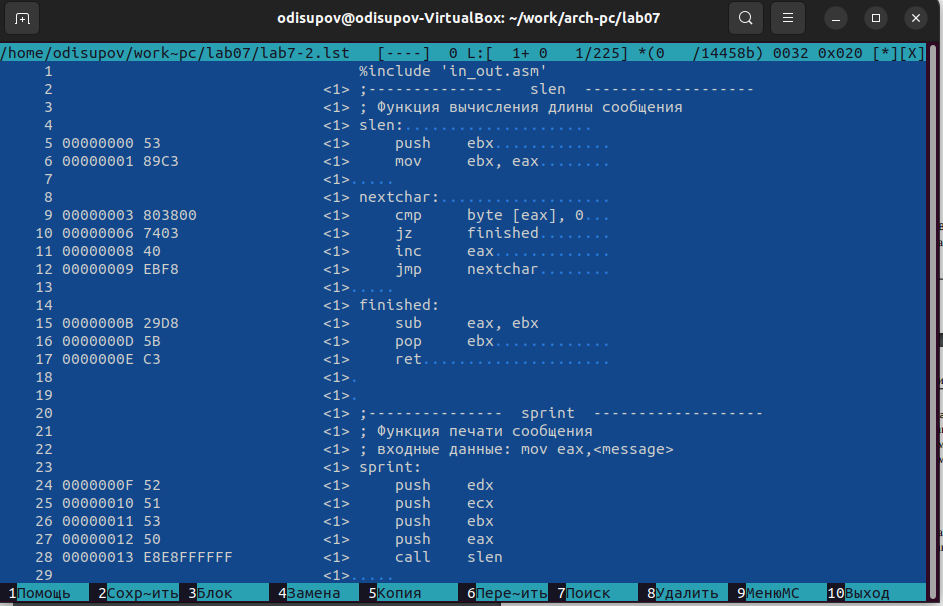 odisupov@odisupov-VirtualBox: ~/work/arch-pc/lab07
/home/odisupov/work~pc/lab07/lab7-2.lst [----] 0 L:[ 1+ 0 1/225] *(0 /14458b) 0032 0x020 [*][X]
1 %include 'in_out.asm'
2 <1> ;--------------- slen -------------------
3 <1> ; Функция вычисления длины сообщения
4 <1> slen:.....................
5 00000000 53 <1> push ebx.............
6 00000001 89C3 <1> mov ebx, eax........
7 <1>.....
8 <1> nextchar:...................
9 00000003 803800 <1> cmp byte [eax], 0...
10 00000006 7403 <1> jz finished........
11 00000008 40 <1> inc eax.............
12 00000009 EBF8 <1> jmp nextchar........
13 <1>.....
14 <1> finished:
15 0000000B 29D8 <1> sub eax, ebx
16 0000000D 5B <1> pop ebx.............
17 0000000E C3 <1> ret.....................
18 <1>.
19 <1>.
20 <1> ;--------------- sprint -------------------
21 <1> ; Функция печати сообщения
22 <1> ; входные данные: mov eax,<message>
23 <1> sprint:
24 0000000F 52 <1> push edx
25 00000010 51 <1> push ecx
26 00000011 53 <1> push ebx
27 00000012 50 <1> push eax
28 00000013 E8E8FFFFFF <1> call slen
29 <1>.....
1Помощь 2Сохр~ить 3Блок 4Замена 5Копия 6Пере~ить 7Поиск 8Удалить 9МенюMC 10Выход